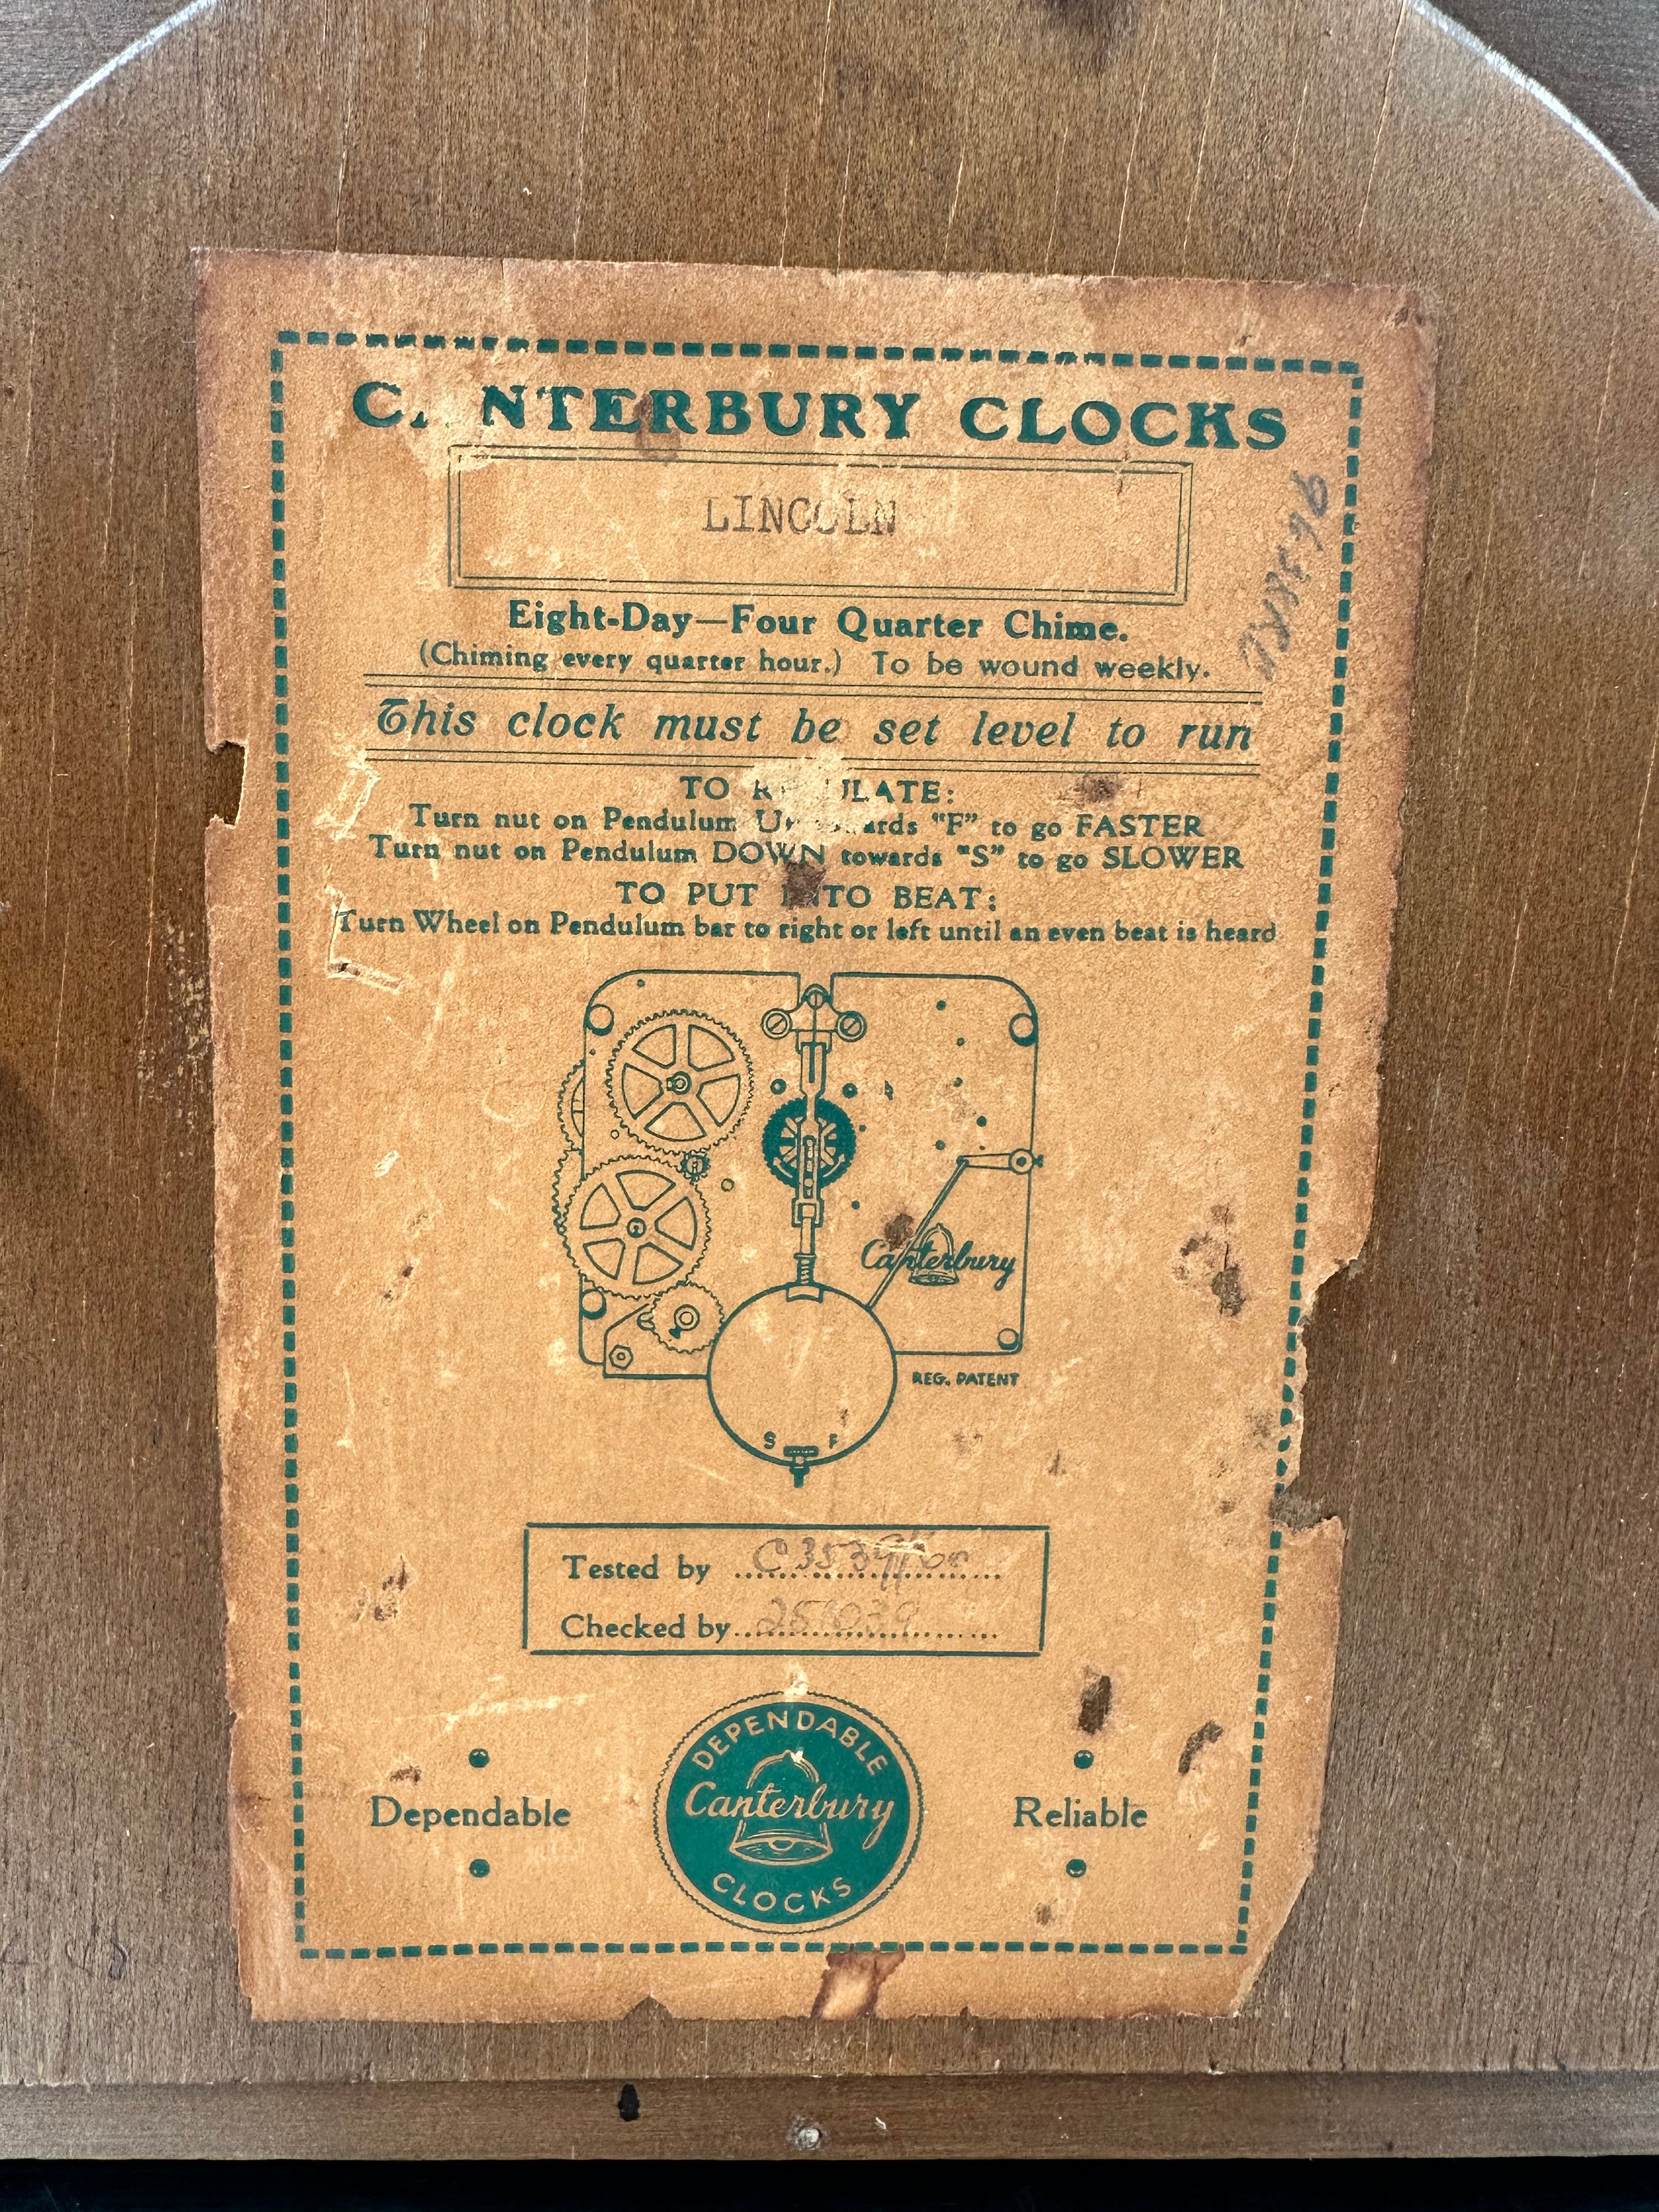 CANTERBURY CLOCKS
LINCOLN
Eight-Day—Four Quarter Chime.
(Chiming every quarter hour.) To be wound weekly.
This clock must be set level to run
TO REGULATE:
Turn nut on Pendulum UP towards "F" to go FASTER
Turn nut on Pendulum DOWN towards "S" to go SLOWER
TO PUT INTO BEAT:
Turn Wheel on Pendulum bar to right or left until an even beat is heard
Canterbury
REG. PATENT
S F
Tested by
Checked by
DEPENDABLE
Canterbury
CLOCKS
Dependable
Reliable